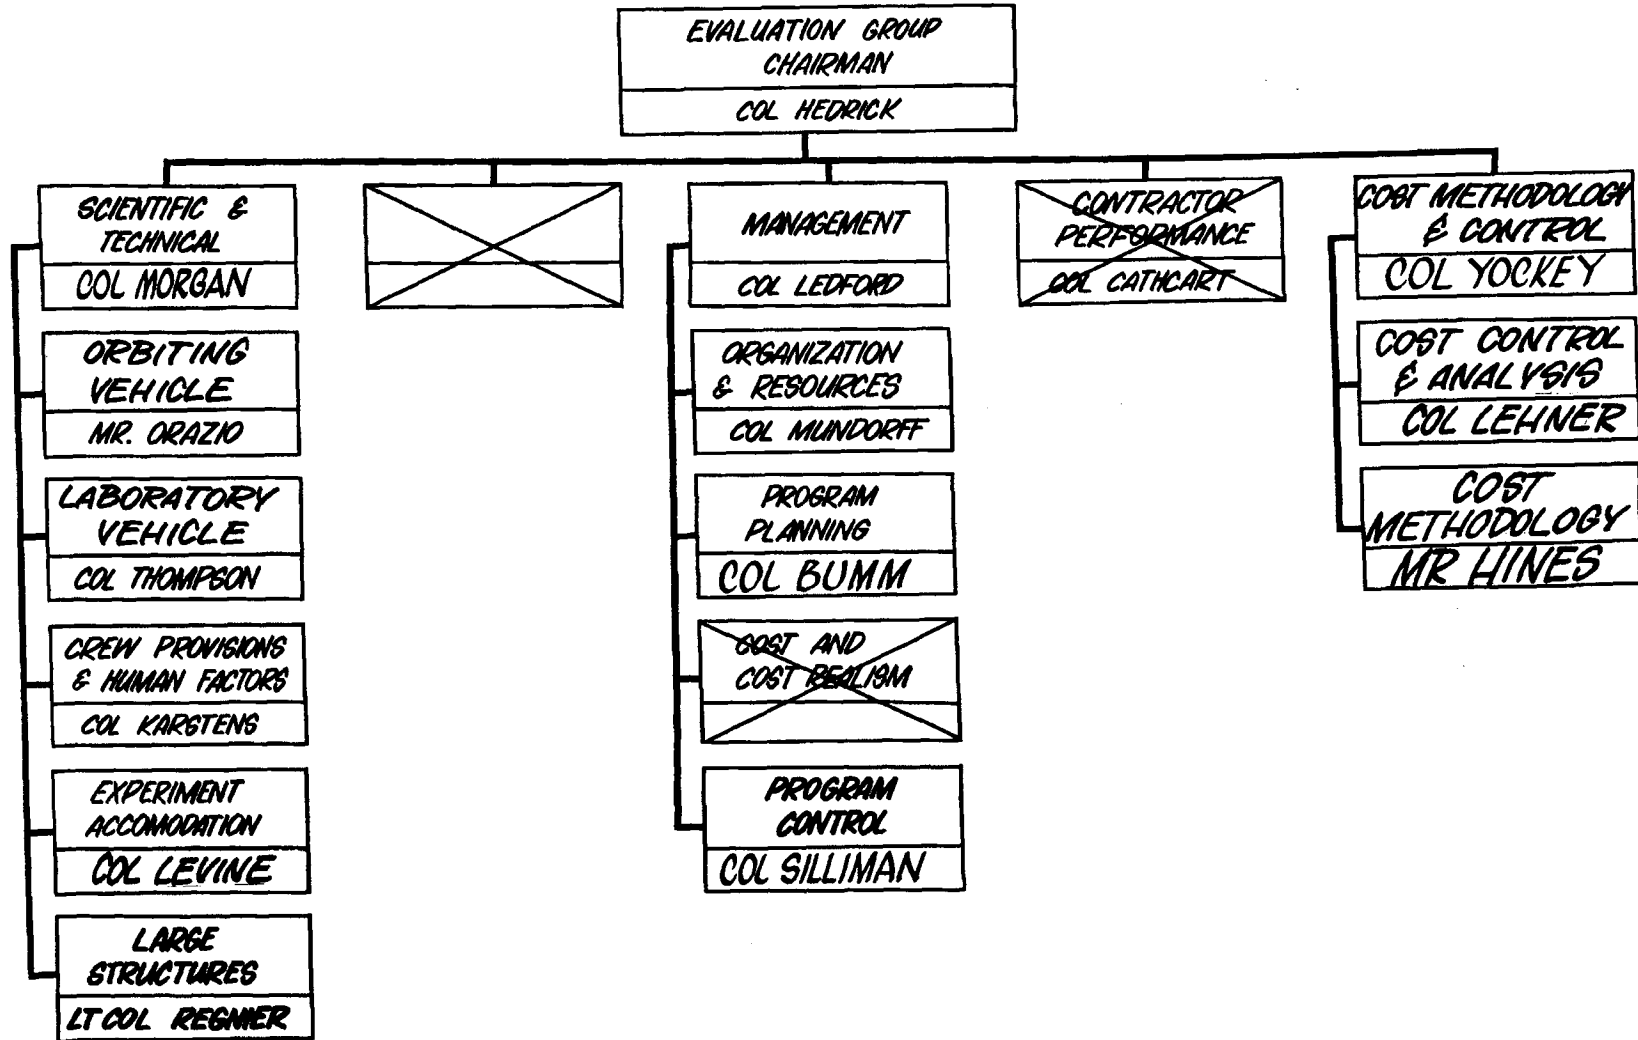 EVALUATION GROUP
CHAIRMAN
COL HEDRICK
SCIENTIFIC &
TECHNICAL
COL MORGAN
ORBITING
VEHICLE
MR. ORAZIO
LABORATORY
VEHICLE
COL THOMPSON
CREW PROVISIONS
& HUMAN FACTORS
COL KARSTENS
EXPERIMENT
ACCOMODATION
COL LEVINE
LARGE
STRUCTURES
LT COL REGNIER
MANAGEMENT
COL LEDFORD
ORGANIZATION
& RESOURCES
COL MUNDORFF
PROGRAM
PLANNING
COL BUMM
COST AND
COST REALISM
PROGRAM
CONTROL
COL SILLIMAN
CONTRACTOR
PERFORMANCE
COL CATHCART
COST METHODOLOGY
& CONTROL
COL YOCKEY
COST CONTROL
& ANALYSIS
COL LEHNER
COST
METHODOLOGY
MR HINES